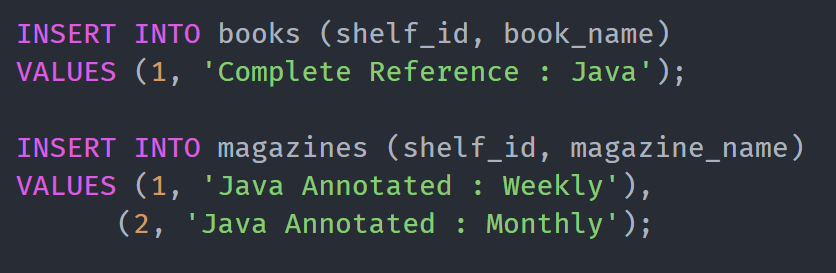 INSERT INTO books (shelf_id, book_name)
VALUES (1, 'Complete Reference : Java');
INSERT INTO magazines (shelf_id, magazine_name)
VALUES (1, 'Java Annotated : Weekly'),
(2, 'Java Annotated : Monthly');